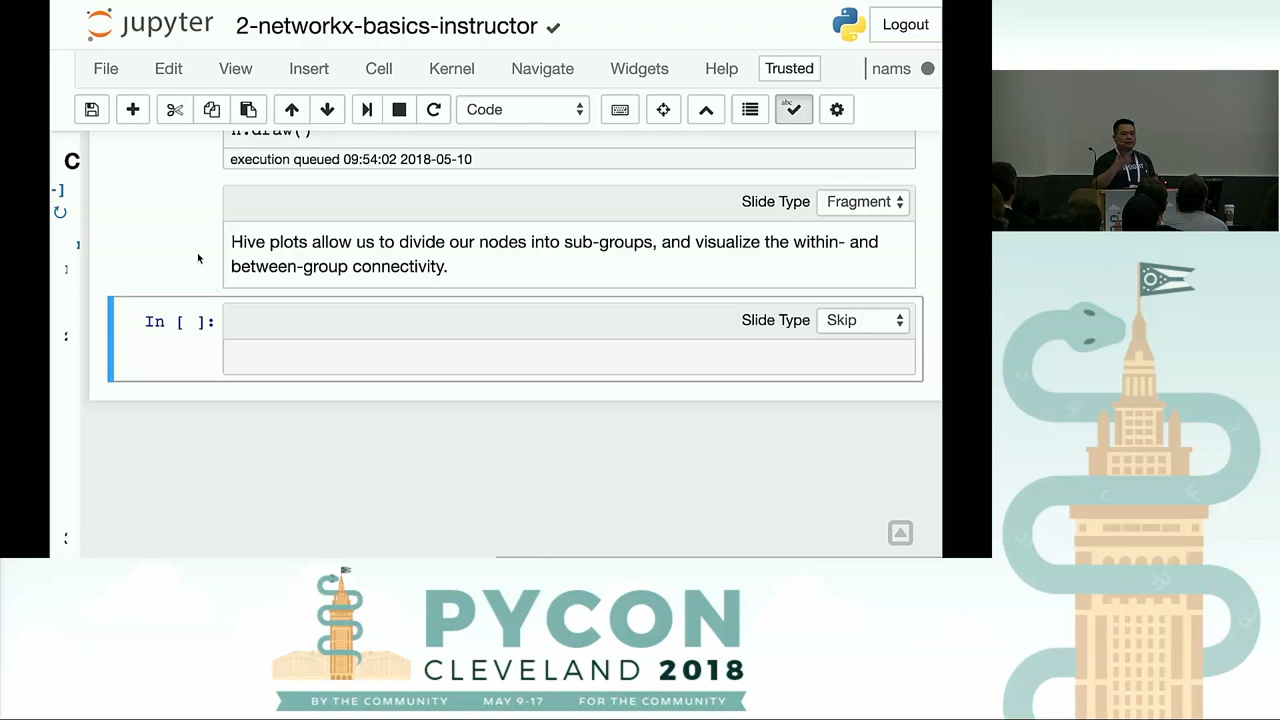 jupyter 2-networkx-basics-instructor
Logout
File Edit View Insert Cell Kernel Navigate Widgets Help Trusted nams
Code
abc
C
h.draw()
execution queued 09:54:02 2018-05-10
-]
Slide Type Fragment
Hive plots allow us to divide our nodes into sub-groups, and visualize the within- and
between-group connectivity.
In [ ]:
Slide Type Skip
PYCON
CLEVELAND 2018
BY THE COMMUNITY MAY 9-17 FOR THE COMMUNITY